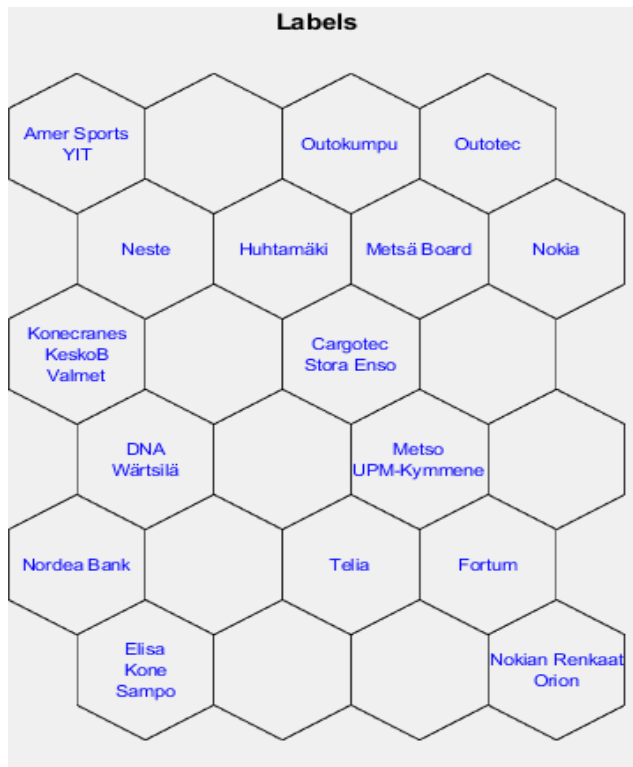 Labels
Amer Sports
YIT
Outokumpu
Outotec
Neste
Huhtamäki
Metsä Board
Nokia
Konecranes
KeskoB
Valmet
Cargotec
Stora Enso
DNA
Wärtsilä
Metso
UPM-Kymmene
Nordea Bank
Telia
Fortum
Elisa
Kone
Sampo
Nokian Renkaat
Orion